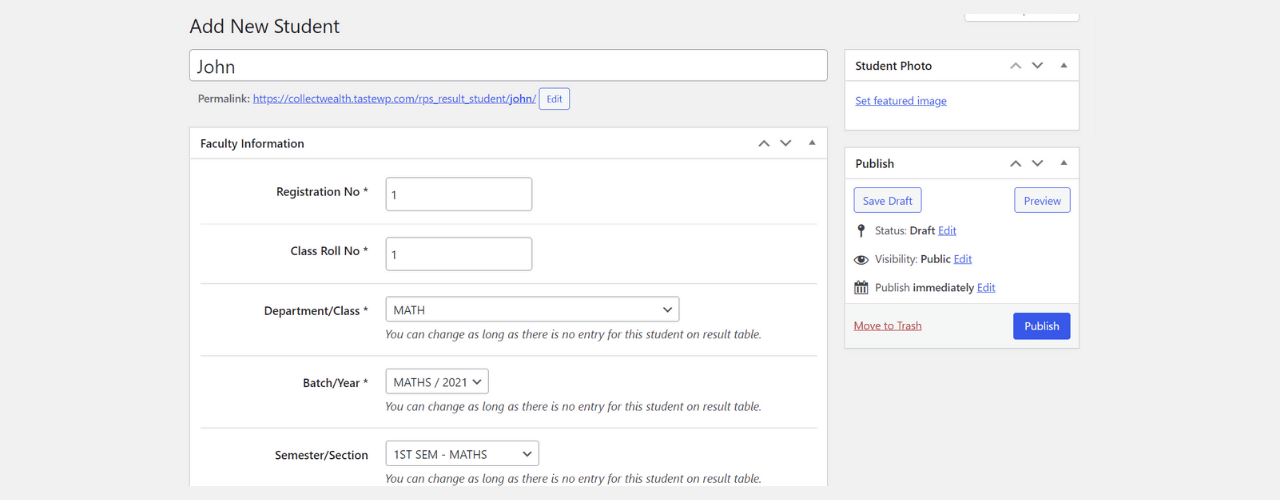 Add New Student
John
Permalink: https://collectwealth.tastewp.com/rps_result_student/john/ Edit
Faculty Information
Registration No * 1
Class Roll No * 1
Department/Class * MATH
You can change as long as there is no entry for this student on result table.
Batch/Year * MATHS / 2021
You can change as long as there is no entry for this student on result table.
Semester/Section 1ST SEM - MATHS
You can change as long as there is no entry for this student on result table.
Student Photo
Set featured image
Publish
Save Draft Preview
Status: Draft Edit
Visibility: Public Edit
Publish immediately Edit
Move to Trash Publish